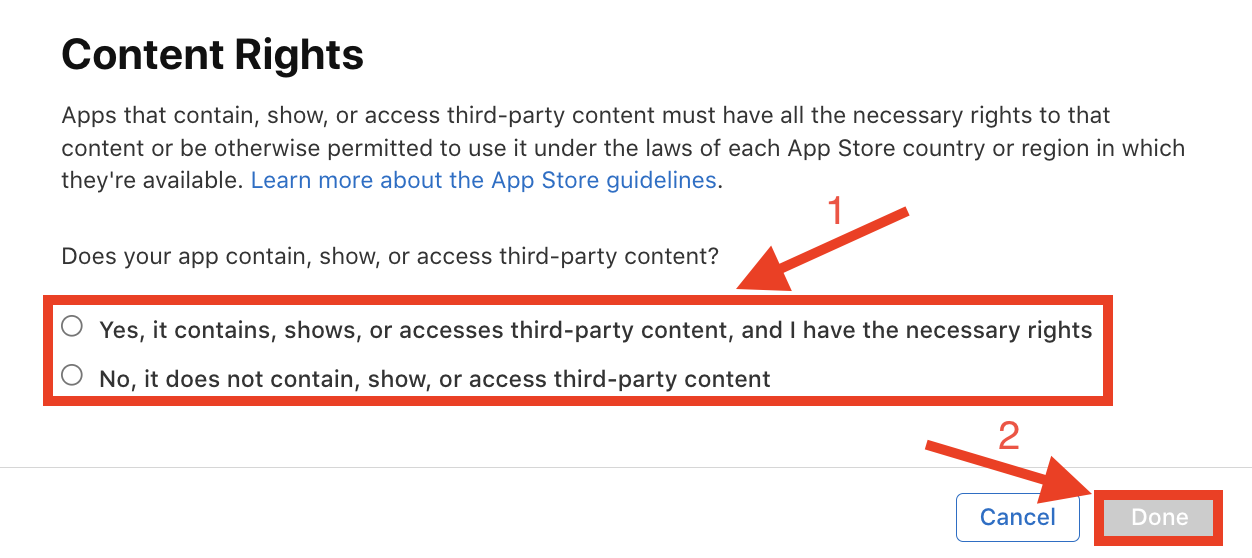 Content Rights
Apps that contain, show, or access third-party content must have all the necessary rights to that
content or be otherwise permitted to use it under the laws of each App Store country or region in which
they're available. Learn more about the App Store guidelines.
1
Does your app contain, show, or access third-party content?
Yes, it contains, shows, or accesses third-party content, and I have the necessary rights
No, it does not contain, show, or access third-party content
2
Cancel
Done